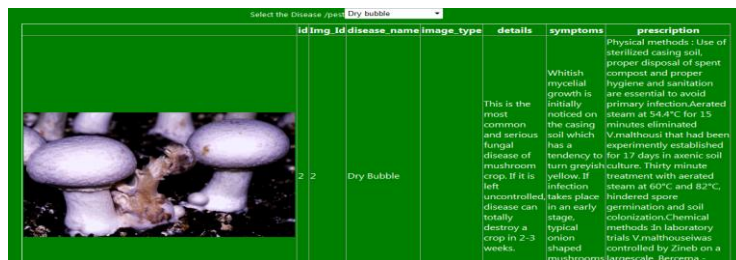 Select the Disease /pest Dry bubble
id Img_Id disease_name image_type details symptoms prescription
2 2 Dry Bubble
This is the
most
common
and serious
fungal
disease of
mushroom
crop. If it is
left
uncontrolled,
disease can
totally
destroy a
crop in 2-3
weeks.
Whitish
mycelial
growth is
initially
noticed on
the casing
soil which
has a
tendency to
turn greyish
yellow. If
infection
takes place
in an early
stage,
typical
onion
shaped
mushrooms
Physical methods : Use of
sterilized casing soil,
proper disposal of spent
compost and proper
hygiene and sanitation
are essential to avoid
primary infection.Aerated
steam at 54.4°C for 15
minutes eliminated
V.malthousi that had been
experimently established
for 17 days in axenic soil
culture. Thirty minute
treatment with aerated
steam at 60°C and 82°C,
hindered spore
germination and soil
colonization.Chemical
methods :In laboratory
trials V.malthouseiwas
controlled by Zineb on a
largescale. Bercema -